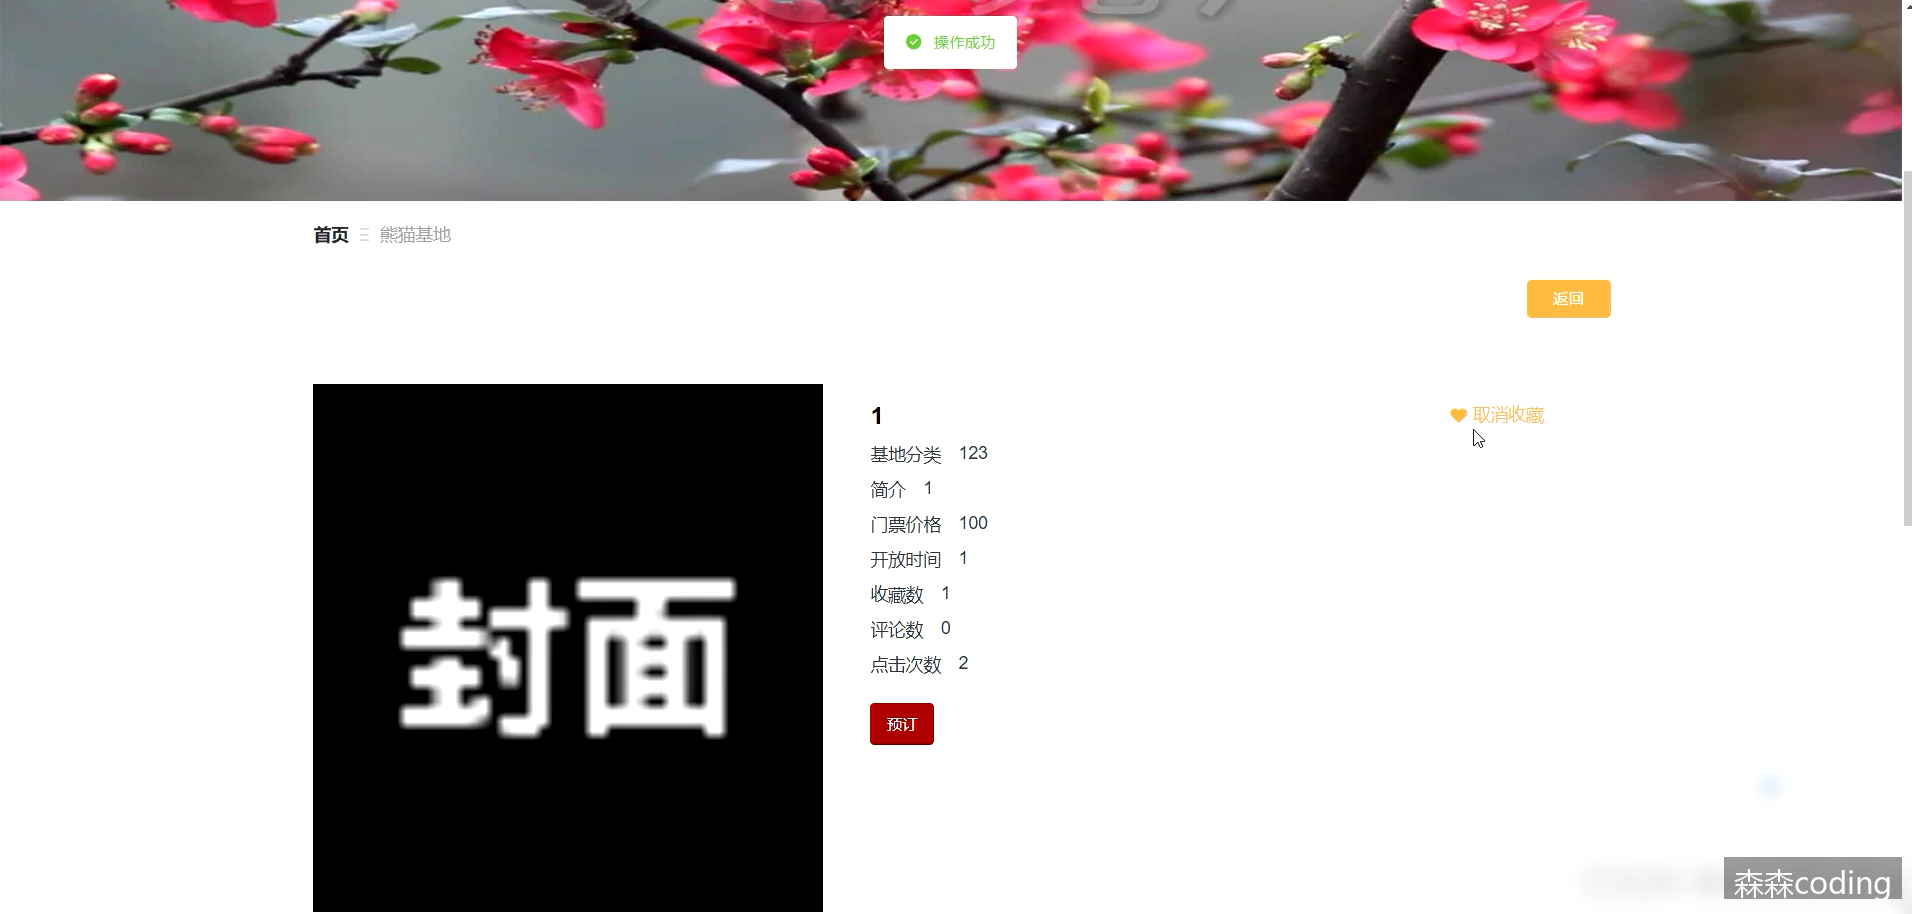 操作成功
首页 三 熊猫基地
返回
封面
1
取消收藏
基地分类 123
简介 1
门票价格 100
开放时间 1
收藏数 1
评论数 0
点击次数 2
预订
森森coding